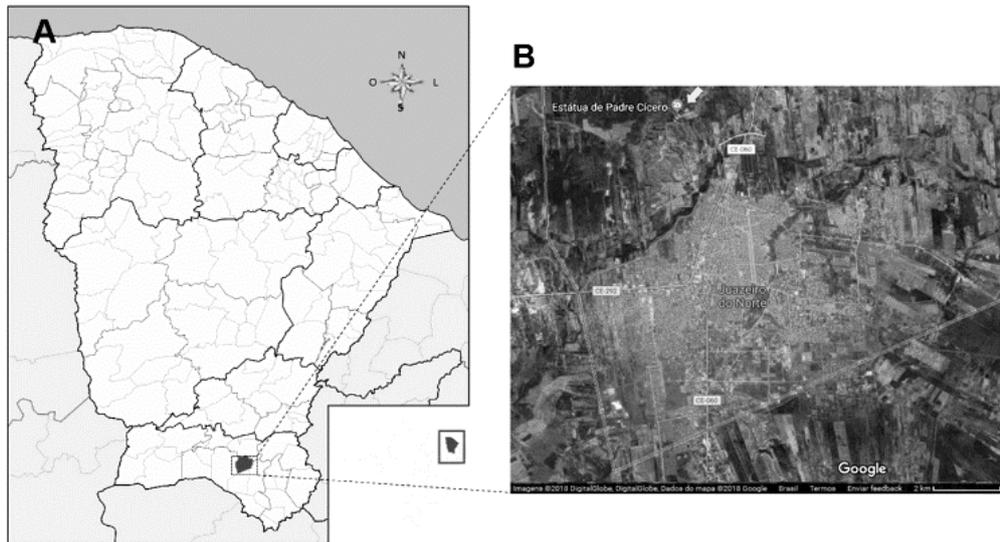 A
N
O
L
S
B
Estátua de Padre Cícero
CE-060
CE-292
Juazeiro
do Norte
CE-060
Google
Imagens ©2018 DigitalGlobe, DigitalGlobe, Dados do mapa ©2018 Google Brasil Termos Enviar feedback 2 km